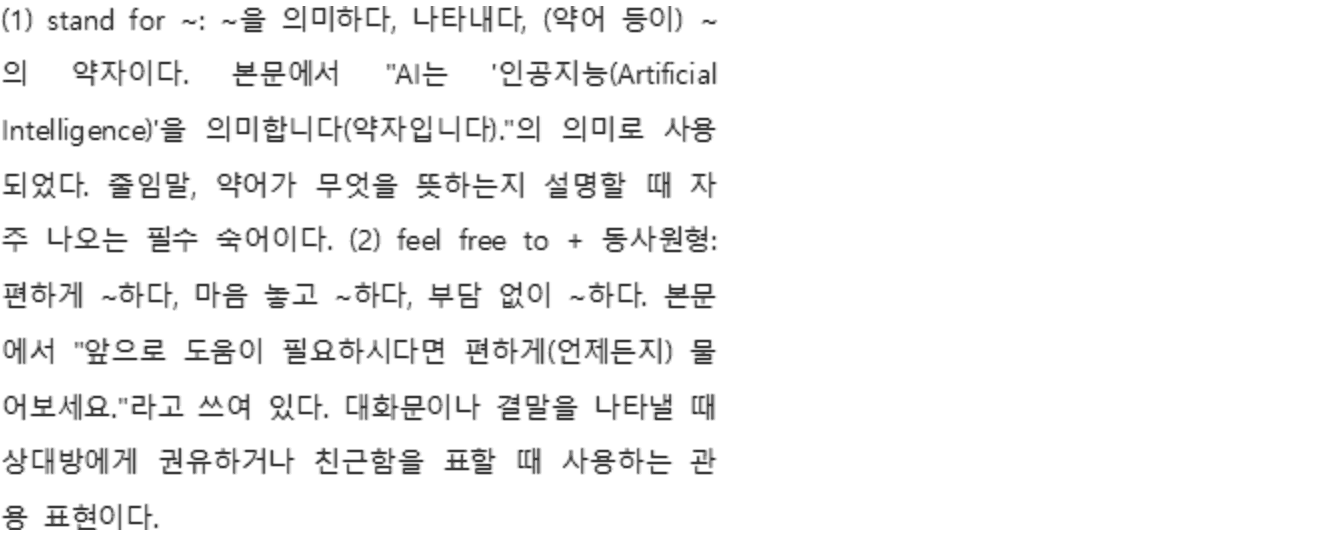 (1) stand for ~: ~을 의미하다, 나타내다, (약어 등이) ~
의 약자이다. 본문에서 "AI는 '인공지능(Artificial
Intelligence)'을 의미합니다(약자입니다)."의 의미로 사용
되었다. 줄임말, 약어가 무엇을 뜻하는지 설명할 때 자
주 나오는 필수 숙어이다. (2) feel free to + 동사원형:
편하게 ~하다, 마음 놓고 ~하다, 부담 없이 ~하다. 본문
에서 "앞으로 도움이 필요하시다면 편하게(언제든지) 물
어보세요."라고 쓰여 있다. 대화문이나 결말을 나타낼 때
상대방에게 권유하거나 친근함을 표할 때 사용하는 관
용 표현이다.